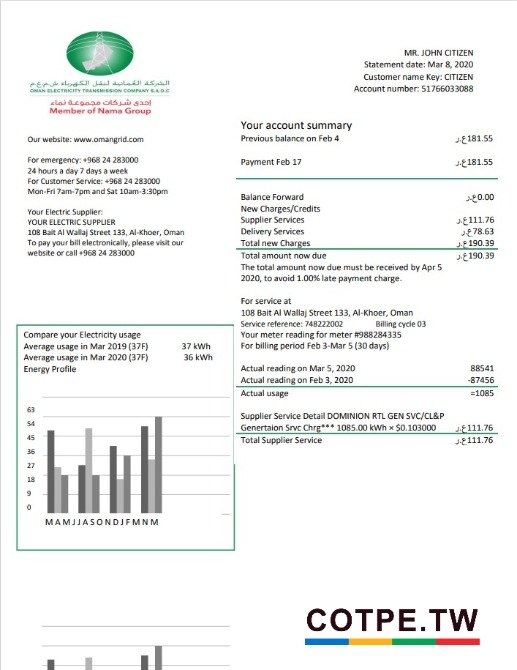 الشركة العُمانية لنقل الكهرباء ش.م.ع.م
OMAN ELECTRICITY TRANSMISSION COMPANY S.A.O.C
إحدى شركات مجموعة نماء
Member of Nama Group
MR. JOHN CITIZEN
Statement date: Mar 8, 2020
Customer name Key: CITIZEN
Account number: 51766033088
Our website: www.omangrid.com
For emergency: +968 24 283000
24 hours a day 7 days a week
For Customer Service: +968 24 283000
Mon-Fri 7am-7pm and Sat 10am-3:30pm
Your Electric Supplier:
YOUR ELECTRIC SUPPLIER
108 Bait Al Wallaj Street 133, Al-Khoer, Oman
To pay your bill electronically, please visit our
website or call +968 24 283000
Your account summary
Previous balance on Feb 4 ر.ع181.55
Payment Feb 17 ر.ع181.55
Balance Forward ر.ع0.00
New Charges/Credits
Supplier Services ر.ع111.76
Delivery Services ر.ع78.63
Total new Charges ر.ع190.39
Total amount now due ر.ع190.39
The total amount now due must be received by Apr 5
2020, to avoid 1.00% late payment charge.
For service at
108 Bait Al Wallaj Street 133, Al-Khoer, Oman
Service reference: 748222002 Billing cycle 03
Your meter reading for meter #988284335
For billing period Feb 3-Mar 5 (30 days)
Actual reading on Mar 5, 2020 88541
Actual reading on Feb 3, 2020 -87456
Actual usage =1085
Supplier Service Detail DOMINION RTL GEN SVC/CL&P
Genertaion Srvc Chrg*** 1085.00 kWh × $0.103000 ر.ع111.76
Total Supplier Service ر.ع111.76
Compare your Electricity usage
Average usage in Mar 2019 (37F) 37 kWh
Average usage in Mar 2020 (37F) 36 kWh
Energy Profile
63
54
45
36
27
18
9
0
M A M J J A S O N D J F M N M
COTPE.TW